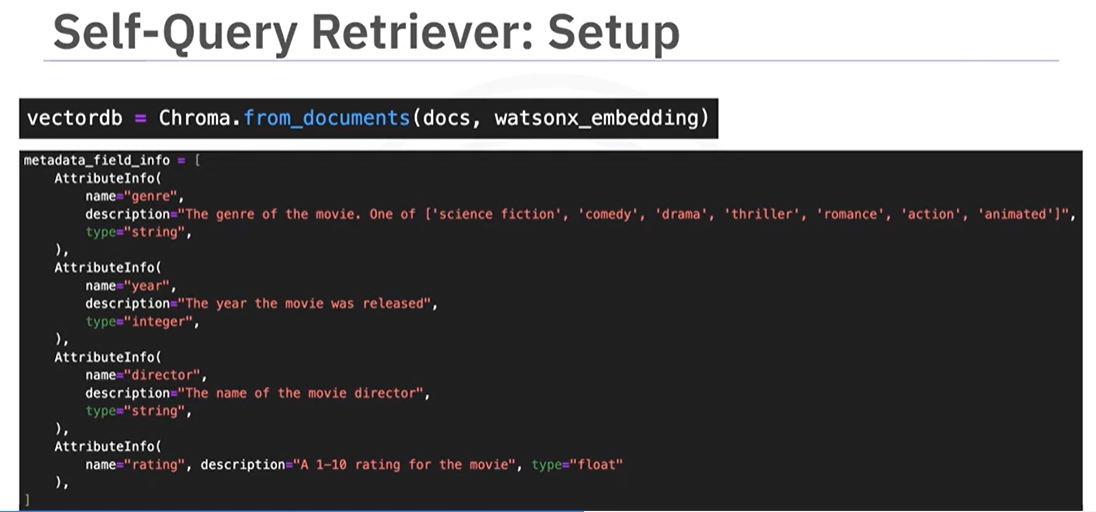 Self-Query Retriever: Setup
vectordb = Chroma.from_documents(docs, watsonx_embedding)
metadata_field_info = [
    AttributeInfo(
        name="genre",
        description="The genre of the movie. One of ['science fiction', 'comedy', 'drama', 'thriller', 'romance', 'action', 'animated']",
        type="string",
    ),
    AttributeInfo(
        name="year",
        description="The year the movie was released",
        type="integer",
    ),
    AttributeInfo(
        name="director",
        description="The name of the movie director",
        type="string",
    ),
    AttributeInfo(
        name="rating", description="A 1-10 rating for the movie", type="float"
    ),
]